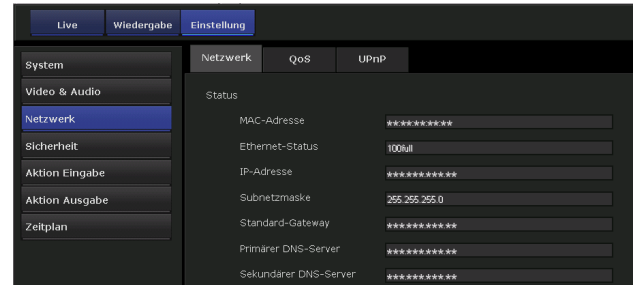 Live Wiedergabe Einstellung
Netzwerk QoS UPnP
System
Video & Audio
Netzwerk
Sicherheit
Aktion Eingabe
Aktion Ausgabe
Zeitplan
Status
MAC-Adresse **:**:**:**:**:**
Ethernet-Status 100full
IP-Adresse ***.***.***.***
Subnetzmaske 255.255.255.0
Standard-Gateway ***.***.***.***
Primärer DNS-Server ***.***.***.***
Sekundärer DNS-Server ***.***.***.***